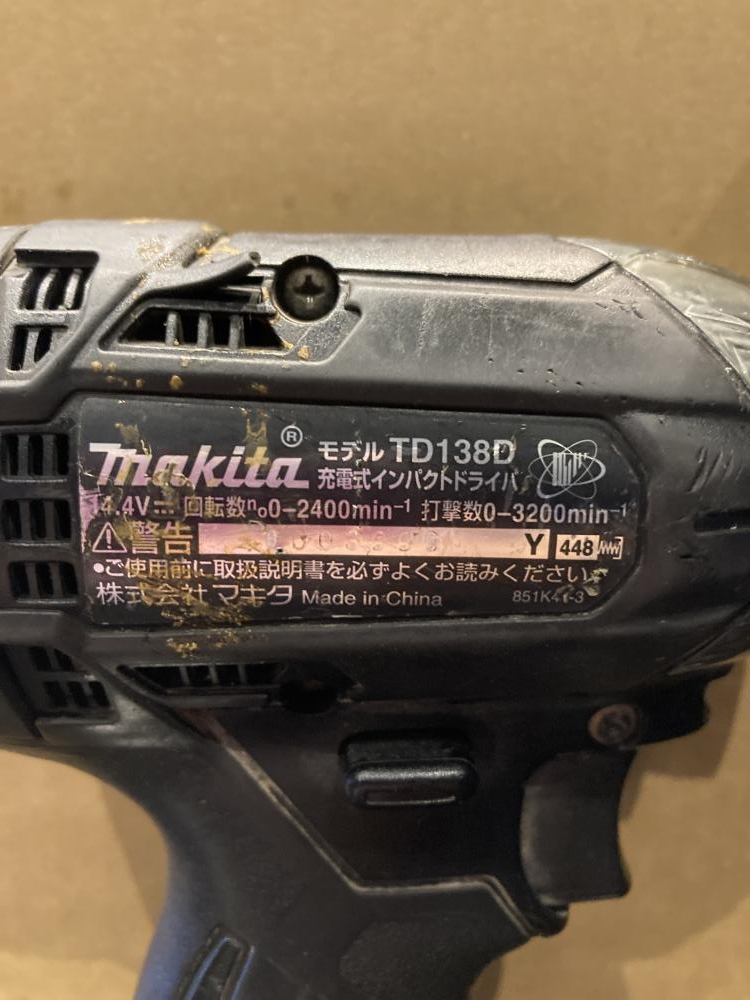 makita® モデル TD138D
充電式インパクトドライバ
14.4V⎓ 回転数n₀0-2400min⁻¹ 打撃数0-3200min⁻¹
⚠警告 Y 448
•ご使用前に取扱説明書を必ずよくお読みください。
株式会社 マキタ Made in China